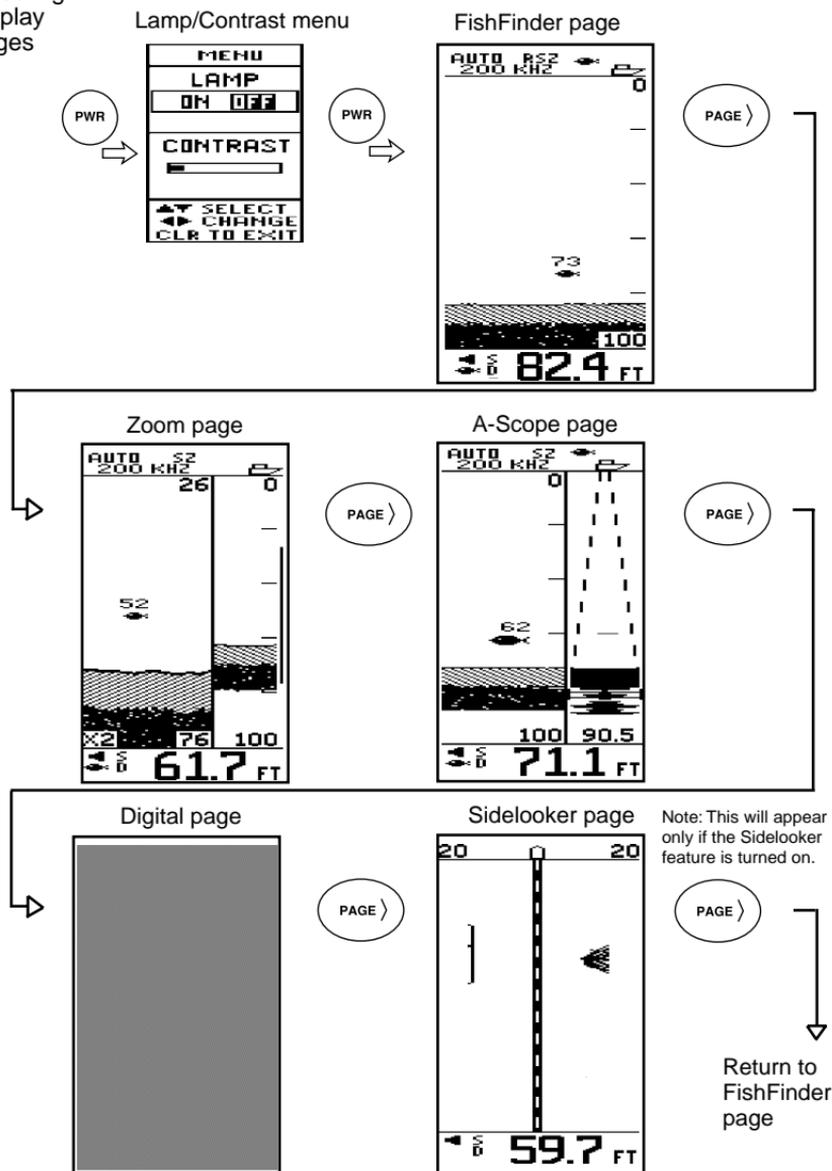 play
ges
Lamp/Contrast menu
FishFinder page
PWR
MENU
LAMP
ON OFF
CONTRAST
▲▼ SELECT
◀▶ CHANGE
CLR TO EXIT
PWR
AUTO RSZ
200 KHZ
0
73
100
S
D
82.4 FT
PAGE 〉
Zoom page
AUTO SZ
200 KHZ
26
0
52
X2
76
100
S
D
61.7 FT
PAGE 〉
A-Scope page
AUTO SZ
200 KHZ
0
62
100
90.5
S
D
71.1 FT
PAGE 〉
Digital page
PAGE 〉
Sidelooker page
20
20
S
D
59.7 FT
Note: This will appear
only if the Sidelooker
feature is turned on.
PAGE 〉
Return to
FishFinder
page